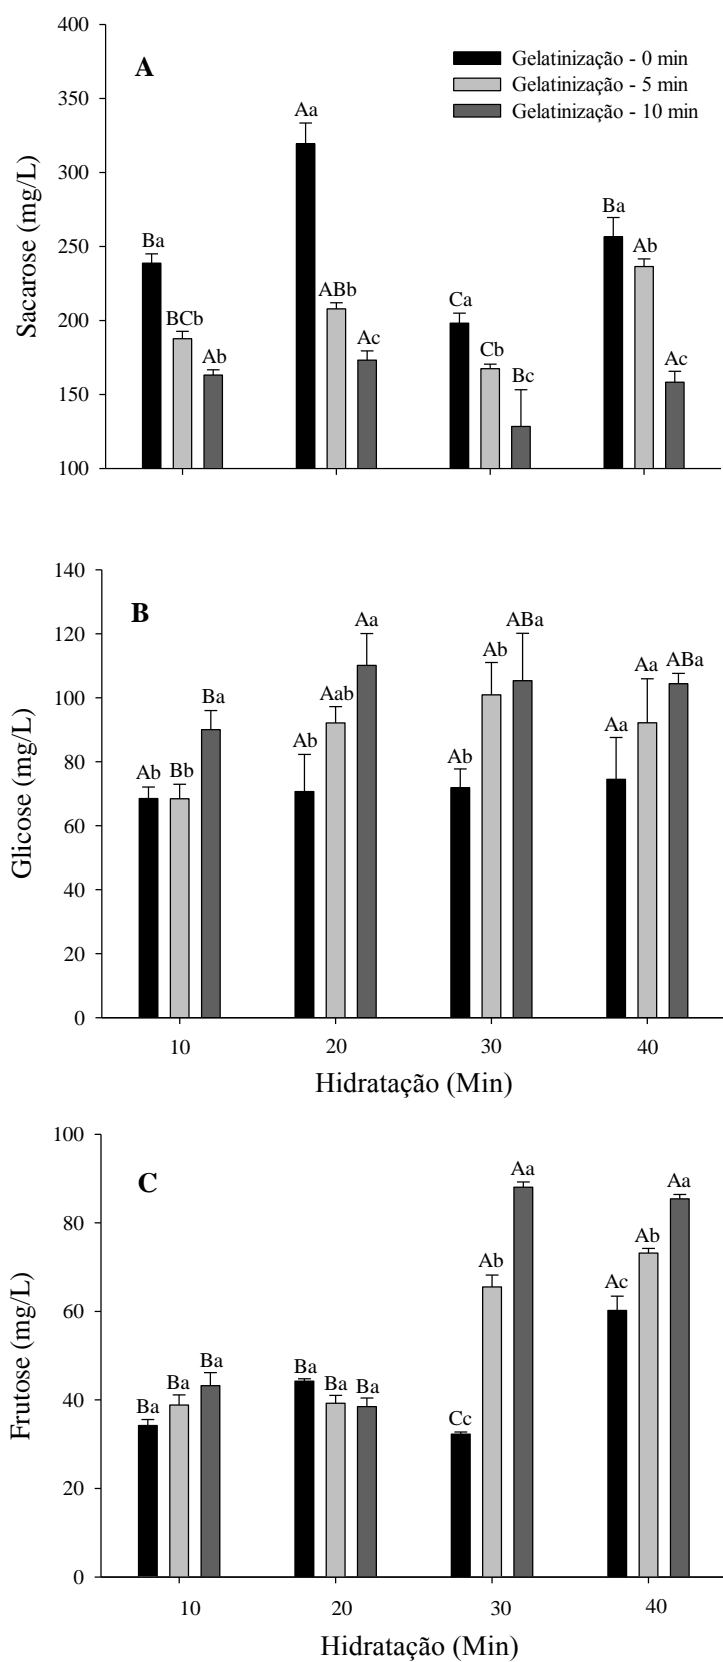 400
A
Gelatinização - 0 min
Gelatinização - 5 min
Gelatinização - 10 min
350
300
250
200
150
100
Sacarose (mg/L)
Ba
BCb
Ab
Aa
ABb
Ac
Ca
Cb
Bc
Ba
Ab
Ac
140
B
120
100
80
60
40
20
0
Glicose (mg/L)
Ab
Bb
Ba
Ab
Aab
Aa
Ab
Ab
ABa
Aa
Aa
ABa
10
20
30
40
Hidratação (Min)
100
C
80
60
40
20
0
Frutose (mg/L)
Ba
Ba
Ba
Ba
Ba
Ba
Cc
Ab
Aa
Ac
Ab
Aa
10
20
30
40
Hidratação (Min)